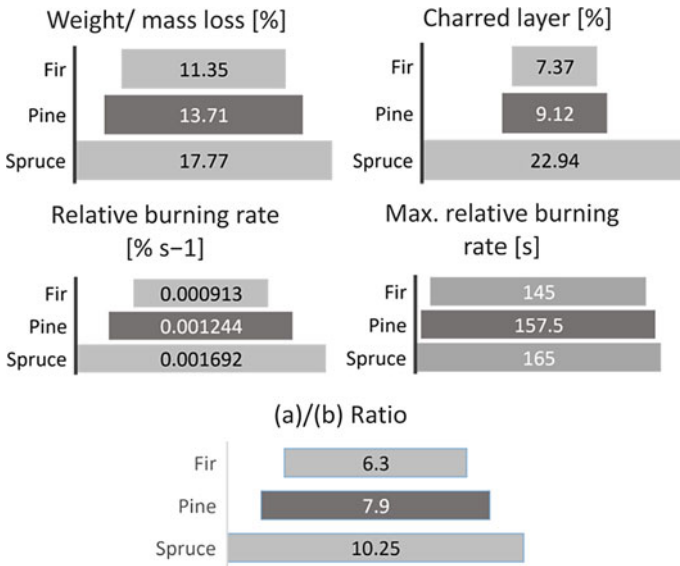 Weight/ mass loss [%]
Fir 11.35
Pine 13.71
Spruce 17.77
Charred layer [%]
Fir 7.37
Pine 9.12
Spruce 22.94
Relative burning rate
[% s−1]
Fir 0.000913
Pine 0.001244
Spruce 0.001692
Max. relative burning
rate [s]
Fir 145
Pine 157.5
Spruce 165
(a)/(b) Ratio
Fir 6.3
Pine 7.9
Spruce 10.25